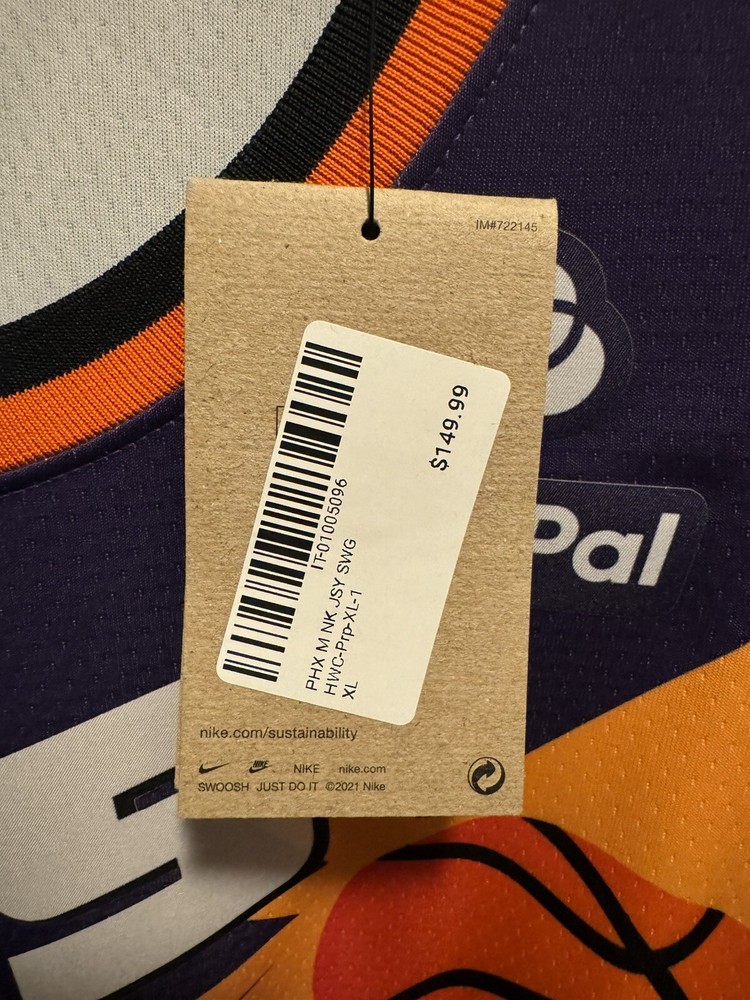 IM#722145
$149.99
IT-01005096
PHX M NK JSY SWG
HWC-Prp-XL-1
XL
Pal
nike.com/sustainability
NIKE nike.com
SWOOSH JUST DO IT ©2021 Nike